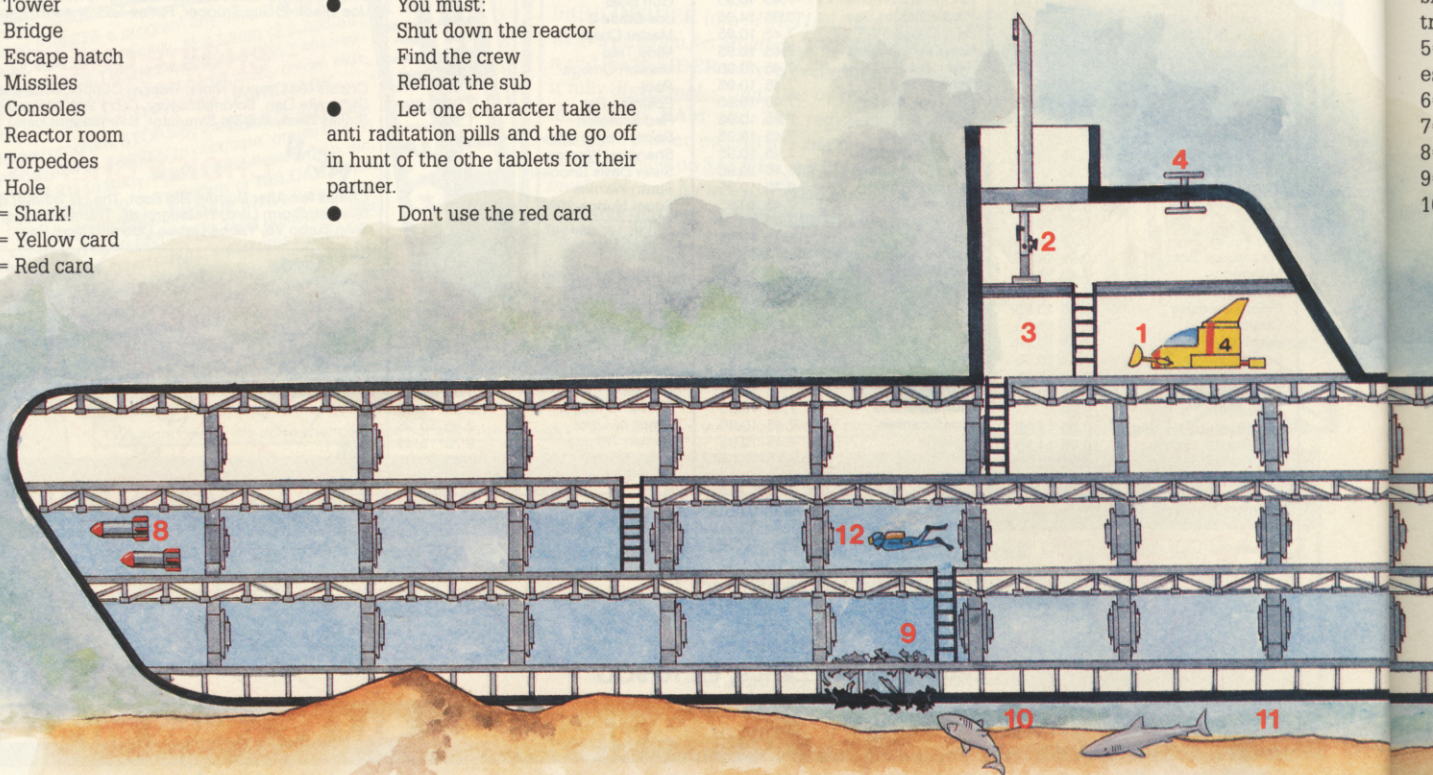 Tower
Bridge
Escape hatch
Missiles
Consoles
Reactor room
Torpedoes
Hole
= Shark!
= Yellow card
= Red card
● You must:
Shut down the reactor
Find the crew
Refloat the sub
● Let one character take the
anti raditation pills and the go off
in hunt of the othe tablets for their
partner.
● Don't use the red card
4
2
3
1
4
8
12
9
10
11